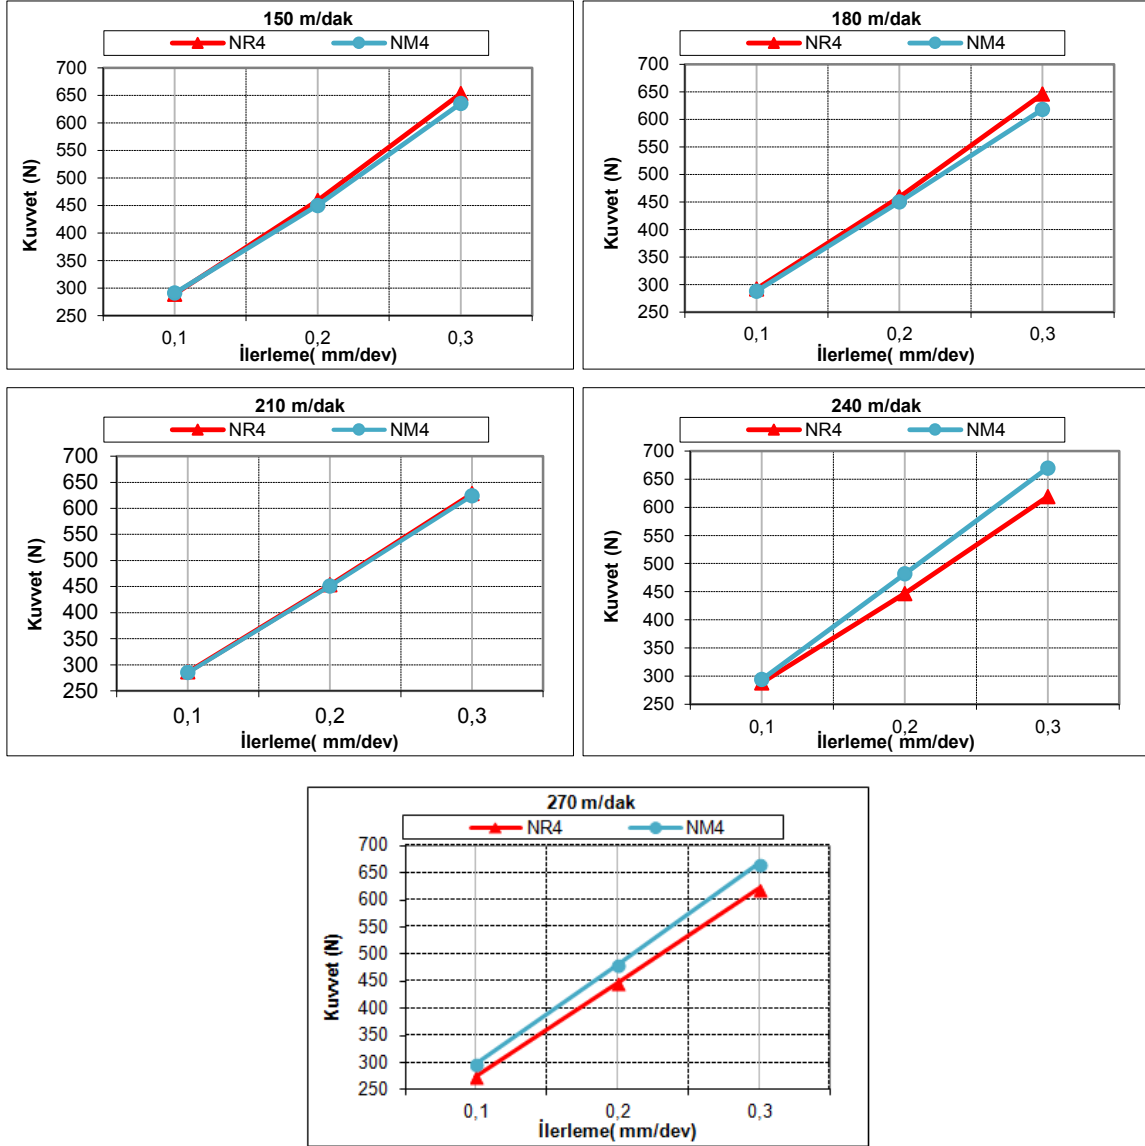 150 m/dak
NR4 NM4
700
650
600
550
500
450
400
350
300
250
Kuvvet (N)
0,1 0,2 0,3
İlerleme( mm/dev)
180 m/dak
NR4 NM4
700
650
600
550
500
450
400
350
300
250
Kuvvet (N)
0,1 0,2 0,3
İlerleme( mm/dev)
210 m/dak
NR4 NM4
700
650
600
550
500
450
400
350
300
250
Kuvvet (N)
0,1 0,2 0,3
İlerleme( mm/dev)
240 m/dak
NR4 NM4
700
650
600
550
500
450
400
350
300
250
Kuvvet (N)
0,1 0,2 0,3
İlerleme( mm/dev)
270 m/dak
NR4 NM4
700
650
600
550
500
450
400
350
300
250
Kuvvet (N)
0,1 0,2 0,3
İlerleme( mm/dev)